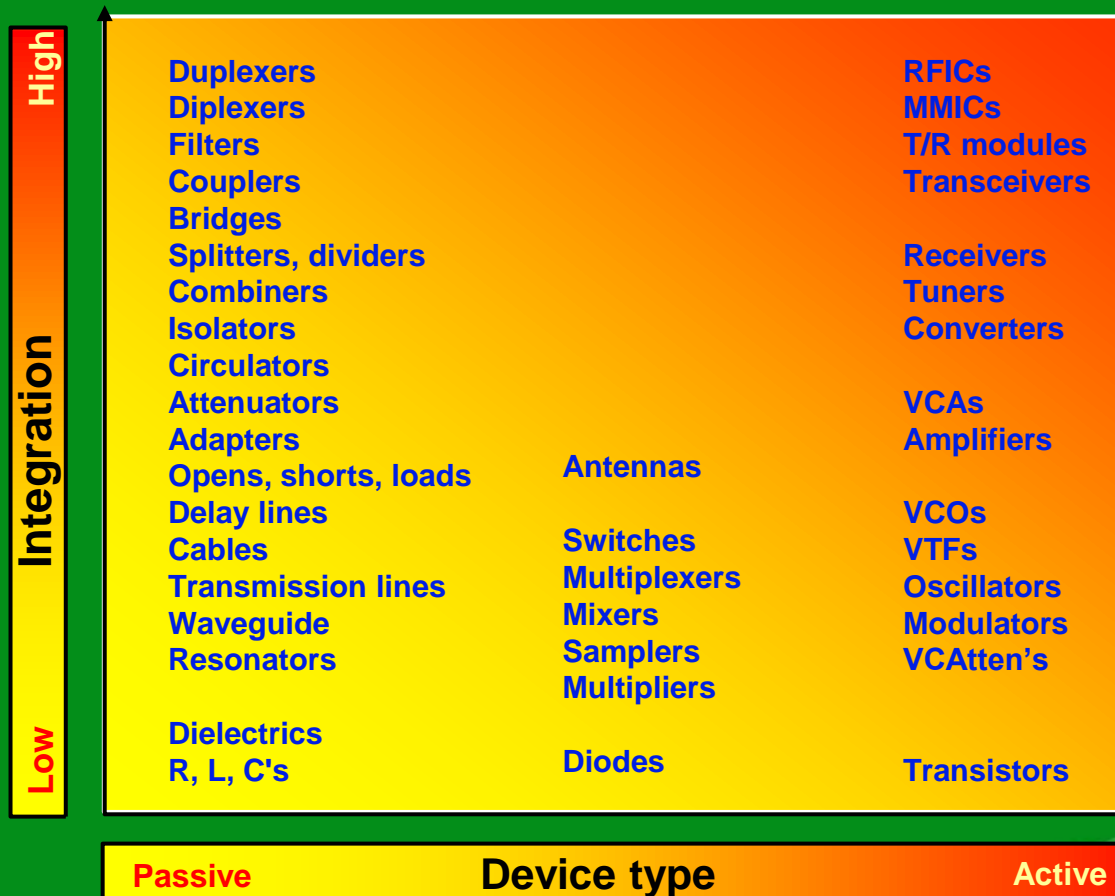 High
Integration
Low
Duplexers
Diplexers
Filters
Couplers
Bridges
Splitters, dividers
Combiners
Isolators
Circulators
Attenuators
Adapters
Opens, shorts, loads
Delay lines
Cables
Transmission lines
Waveguide
Resonators
Dielectrics
R, L, C's
Antennas
Switches
Multiplexers
Mixers
Samplers
Multipliers
Diodes
RFICs
MMICs
T/R modules
Transceivers
Receivers
Tuners
Converters
VCAs
Amplifiers
VCOs
VTFs
Oscillators
Modulators
VCAtten’s
Transistors
Passive Device type Active